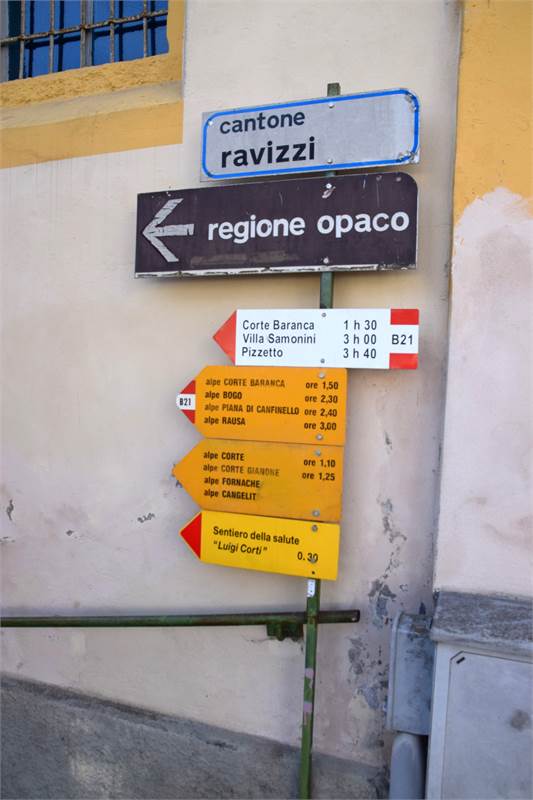 cantone
ravizzi
regione opaco
Corte Baranca 1 h 30
Villa Samonini 3 h 00 B21
Pizzetto 3 h 40
alpe CORTE BARANCA ore 1,50
B21 alpe BOGO ore 2,30
alpe PIANA DI CANFINELLO ore 2,40
alpe RAUSA ore 3,00
alpe CORTE ore 1,10
alpe CORTE GIANONE ore 1,25
alpe FORNACHE
alpe CANGELIT
Sentiero della salute
"Luigi Corti" 0.30